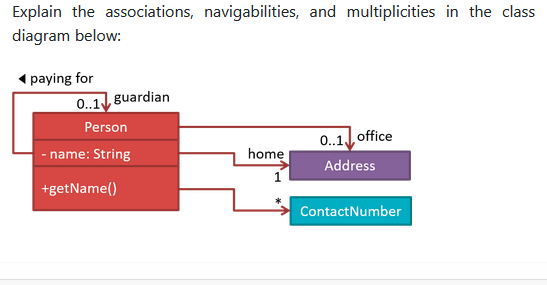 Explain the associations, navigabilities, and multiplicities in the class
diagram below:
◀ paying for
0..1 guardian
Person
- name: String
+getName()
0..1 office
home
Address
1
*
ContactNumber